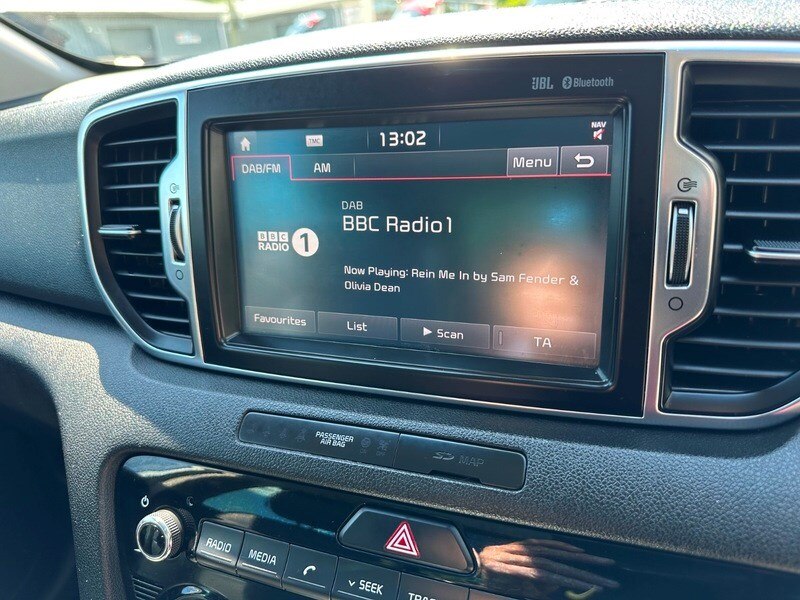 JBL Bluetooth
TMC 13:02 NAV
DAB/FM AM Menu
DAB
BBC Radio 1
BBC
RADIO 1
Now Playing: Rein Me In by Sam Fender &
Olivia Dean
Favourites List Scan TA
PASSENGER
AIR BAG
SD MAP
RADIO MEDIA SEEK